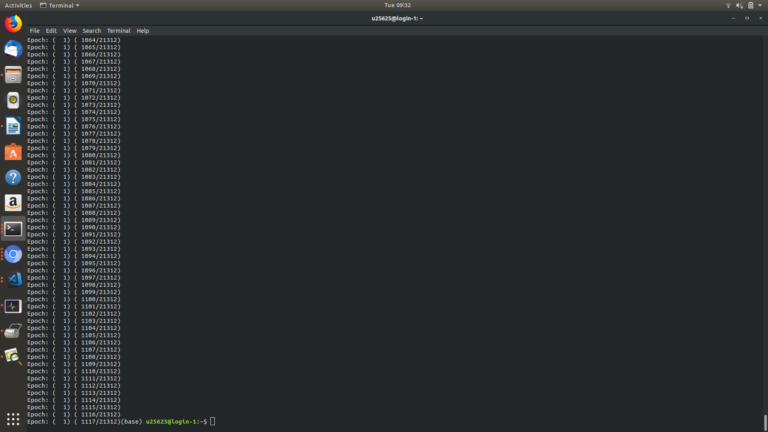 Activities Terminal Tue 09:32
u25625@login-1: ~
File Edit View Search Terminal Help
Epoch: (  1) ( 1064/21312)
Epoch: (  1) ( 1065/21312)
Epoch: (  1) ( 1066/21312)
Epoch: (  1) ( 1067/21312)
Epoch: (  1) ( 1068/21312)
Epoch: (  1) ( 1069/21312)
Epoch: (  1) ( 1070/21312)
Epoch: (  1) ( 1071/21312)
Epoch: (  1) ( 1072/21312)
Epoch: (  1) ( 1073/21312)
Epoch: (  1) ( 1074/21312)
Epoch: (  1) ( 1075/21312)
Epoch: (  1) ( 1076/21312)
Epoch: (  1) ( 1077/21312)
Epoch: (  1) ( 1078/21312)
Epoch: (  1) ( 1079/21312)
Epoch: (  1) ( 1080/21312)
Epoch: (  1) ( 1081/21312)
Epoch: (  1) ( 1082/21312)
Epoch: (  1) ( 1083/21312)
Epoch: (  1) ( 1084/21312)
Epoch: (  1) ( 1085/21312)
Epoch: (  1) ( 1086/21312)
Epoch: (  1) ( 1087/21312)
Epoch: (  1) ( 1088/21312)
Epoch: (  1) ( 1089/21312)
Epoch: (  1) ( 1090/21312)
Epoch: (  1) ( 1091/21312)
Epoch: (  1) ( 1092/21312)
Epoch: (  1) ( 1093/21312)
Epoch: (  1) ( 1094/21312)
Epoch: (  1) ( 1095/21312)
Epoch: (  1) ( 1096/21312)
Epoch: (  1) ( 1097/21312)
Epoch: (  1) ( 1098/21312)
Epoch: (  1) ( 1099/21312)
Epoch: (  1) ( 1100/21312)
Epoch: (  1) ( 1101/21312)
Epoch: (  1) ( 1102/21312)
Epoch: (  1) ( 1103/21312)
Epoch: (  1) ( 1104/21312)
Epoch: (  1) ( 1105/21312)
Epoch: (  1) ( 1106/21312)
Epoch: (  1) ( 1107/21312)
Epoch: (  1) ( 1108/21312)
Epoch: (  1) ( 1109/21312)
Epoch: (  1) ( 1110/21312)
Epoch: (  1) ( 1111/21312)
Epoch: (  1) ( 1112/21312)
Epoch: (  1) ( 1113/21312)
Epoch: (  1) ( 1114/21312)
Epoch: (  1) ( 1115/21312)
Epoch: (  1) ( 1116/21312)
Epoch: (  1) ( 1117/21312)(base) u25625@login-1:~$